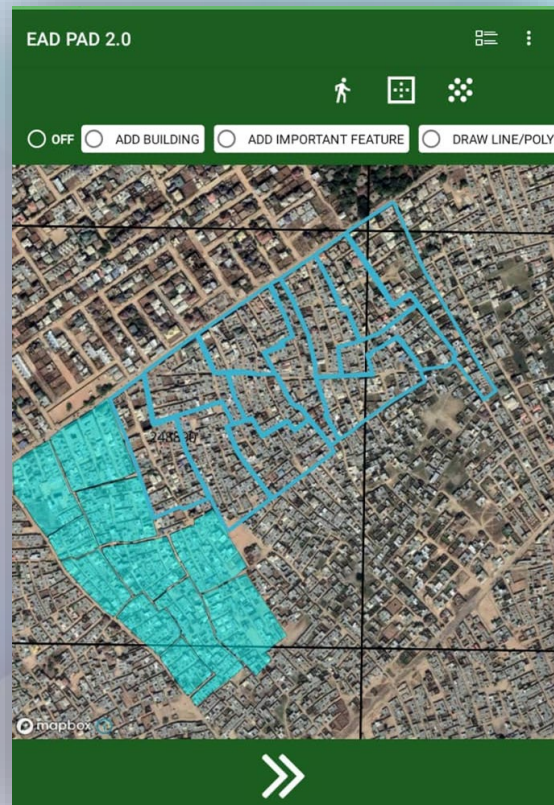 EAD PAD 2.0
OFF
ADD BUILDING
ADD IMPORTANT FEATURE
DRAW LINE/POLY
mapbox